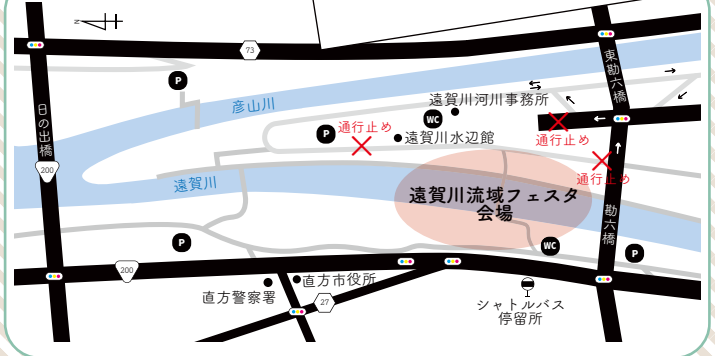 N
73
P
彦山川
遠賀川河川事務所
東勘六橋
日の出橋
WC
P
通行止め
遠賀川水辺館
通行止め
200
通行止め
遠賀川
遠賀川流域フェスタ
会場
勘六橋
P
WC
P
200
直方市役所
直方警察署
27
シャトルバス
停留所